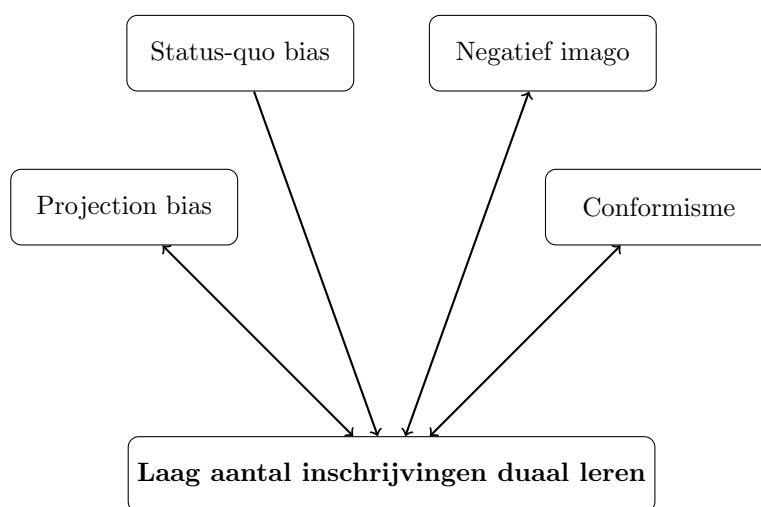 Status-quo bias
Negatief imago
Projection bias
Conformisme
Laag aantal inschrijvingen duaal leren